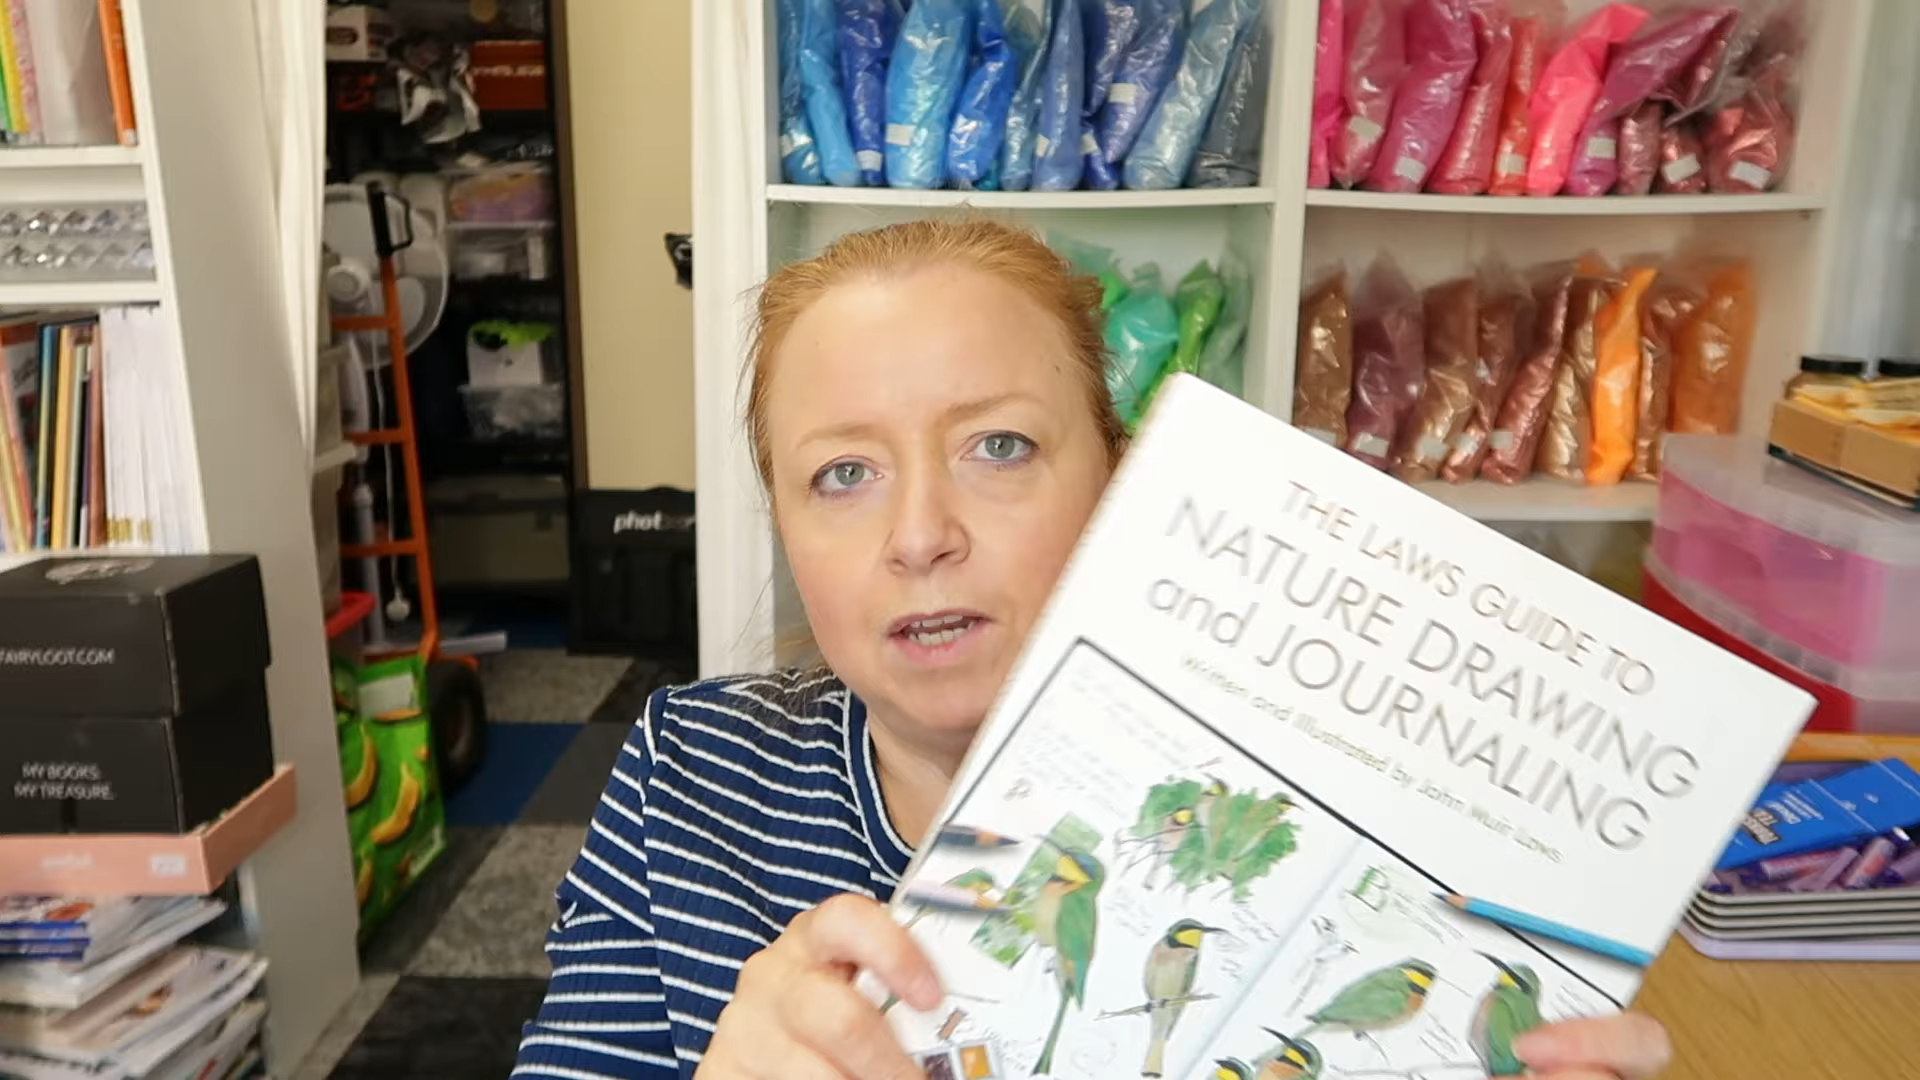 THE LAWS GUIDE TO
NATURE DRAWING
and JOURNALING
Written and Illustrated by John Muir Laws
FAIRYLOOT.COM
MY BOOKS.
MY TREASURE.